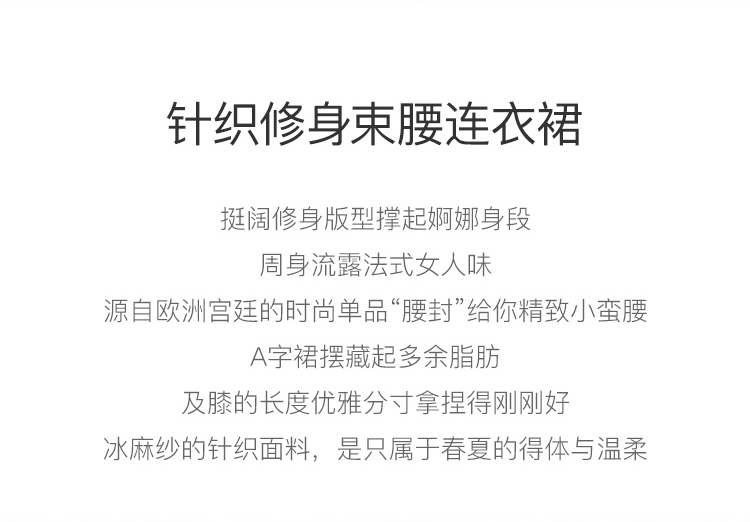 针织修身束腰连衣裙
挺阔修身版型撑起婀娜身段
周身流露法式女人味
源自欧洲宫廷的时尚单品“腰封”给你精致小蛮腰
A字裙摆藏起多余脂肪
及膝的长度优雅分寸拿捏得刚刚好
冰麻纱的针织面料，是只属于春夏的得体与温柔